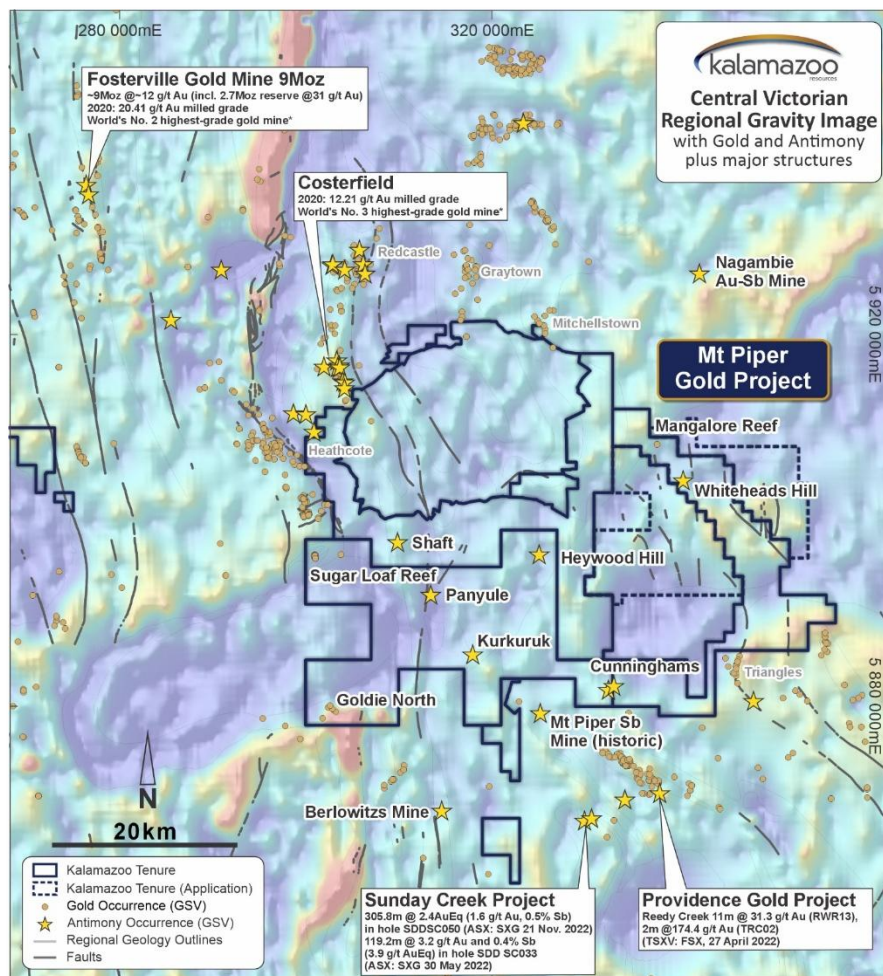 280 000mE
320 000mE
kalamazoo
resources
Central Victorian
Regional Gravity Image
with Gold and Antimony
plus major structures
Fosterville Gold Mine 9Moz
~9Moz @~12 g/t Au (incl. 2.7Moz reserve @31 g/t Au)
2020: 20.41 g/t Au milled grade
World's No. 2 highest-grade gold mine*
Costerfield
2020: 12.21 g/t Au milled grade
World's No. 3 highest-grade gold mine*
Redcastle
Graytown
Nagambie
Au-Sb Mine
5 920 000mE
Mitchellstown
Mt Piper
Gold Project
Mangalore Reef
Heathcote
Whiteheads Hill
Shaft
Heywood Hill
Sugar Loaf Reef
Panyule
Kurkuruk
Cunninghams
Triangles
5 880 000mE
Goldie North
Mt Piper Sb
Mine (historic)
N
20km
Berlowitzs Mine
Kalamazoo Tenure
Kalamazoo Tenure (Application)
Gold Occurrence (GSV)
Antimony Occurrence (GSV)
Regional Geology Outlines
Faults
Sunday Creek Project
305.8m @ 2.4AuEq (1.6 g/t Au, 0.5% Sb)
in hole SDDSC050 (ASX: SXG 21 Nov. 2022)
119.2m @ 3.2 g/t Au and 0.4% Sb
(3.9 g/t AuEq) in hole SDD SC033
(ASX: SXG 30 May 2022)
Providence Gold Project
Reedy Creek 11m @ 31.3 g/t Au (RWR13),
2m @174.4 g/t Au (TRC02)
(TSXV: FSX, 27 April 2022)